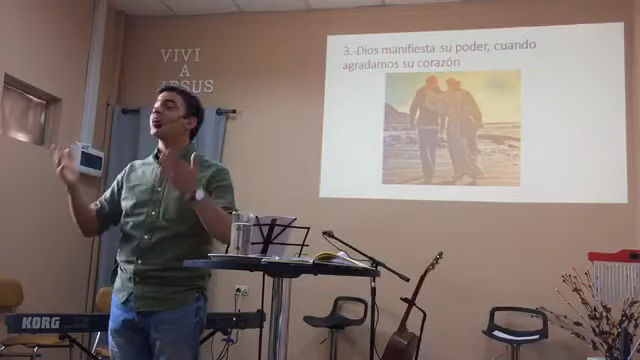 VIVI
A
JESUS
3.-Dios manifiesta su poder, cuando
agradamos su corazón
KORG